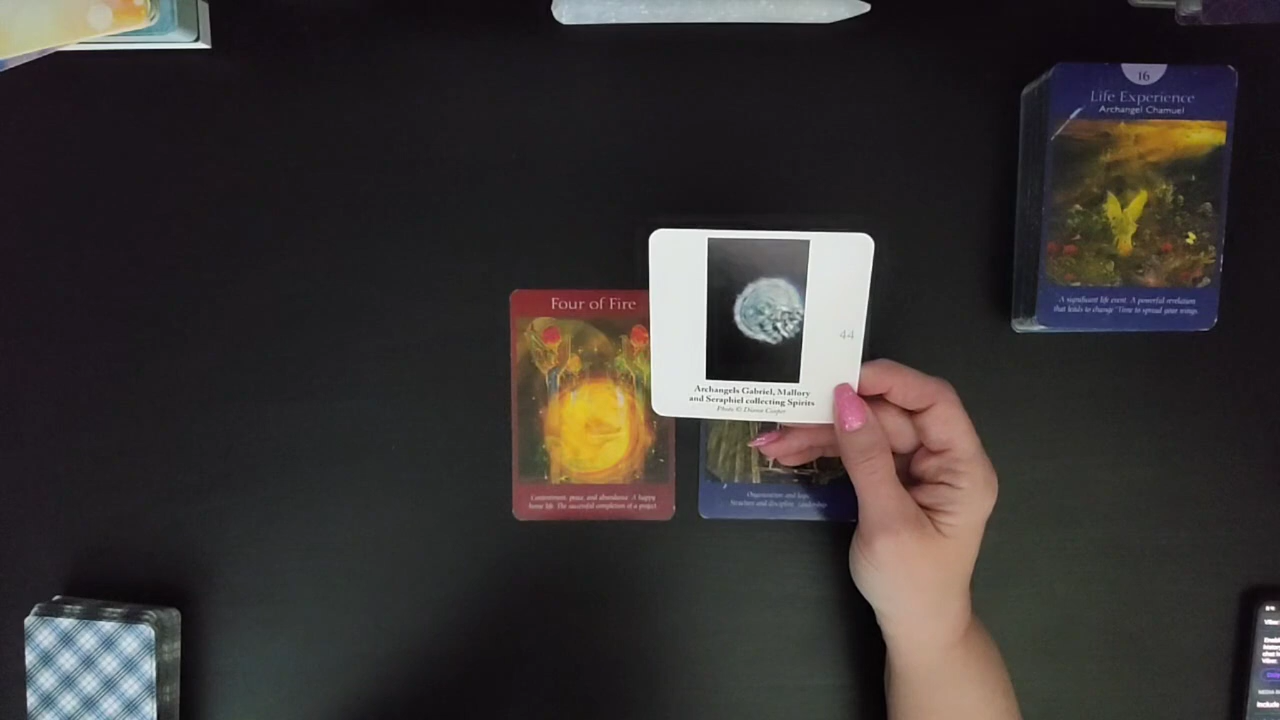 16
Life Experience
Archangel Chamuel
A significant life event. A powerful revelation
that leads to change. Time to spread your wings.
44
Archangels Gabriel, Mallory
and Seraphiel collecting Spirits
Photo © Diana Cooper
Four of Fire
Contentment, peace, and abundance. A happy
home life. The successful completion of a project.
Organization and logic.
Structure and discipline. Leadership.